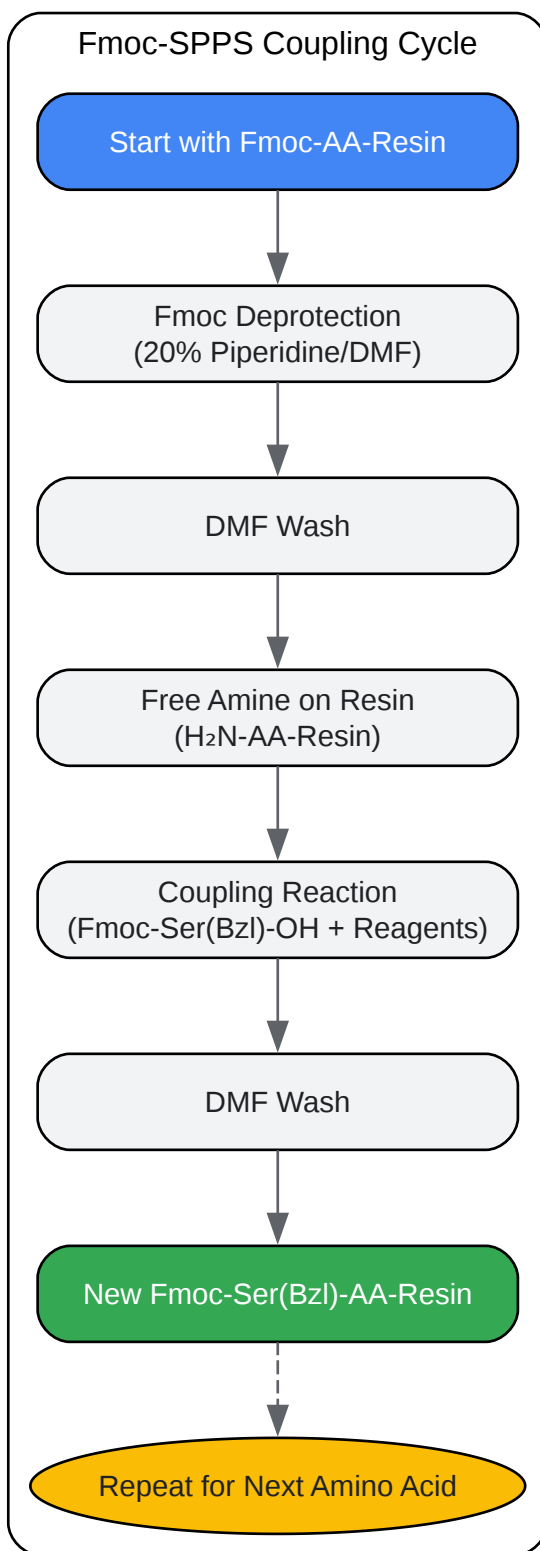 Fmoc-SPPS Coupling Cycle
Start with Fmoc-AA-Resin
Fmoc Deprotection
(20% Piperidine/DMF)
DMF Wash
Free Amine on Resin
(H₂N-AA-Resin)
Coupling Reaction
(Fmoc-Ser(Bzl)-OH + Reagents)
DMF Wash
New Fmoc-Ser(Bzl)-AA-Resin
Repeat for Next Amino Acid